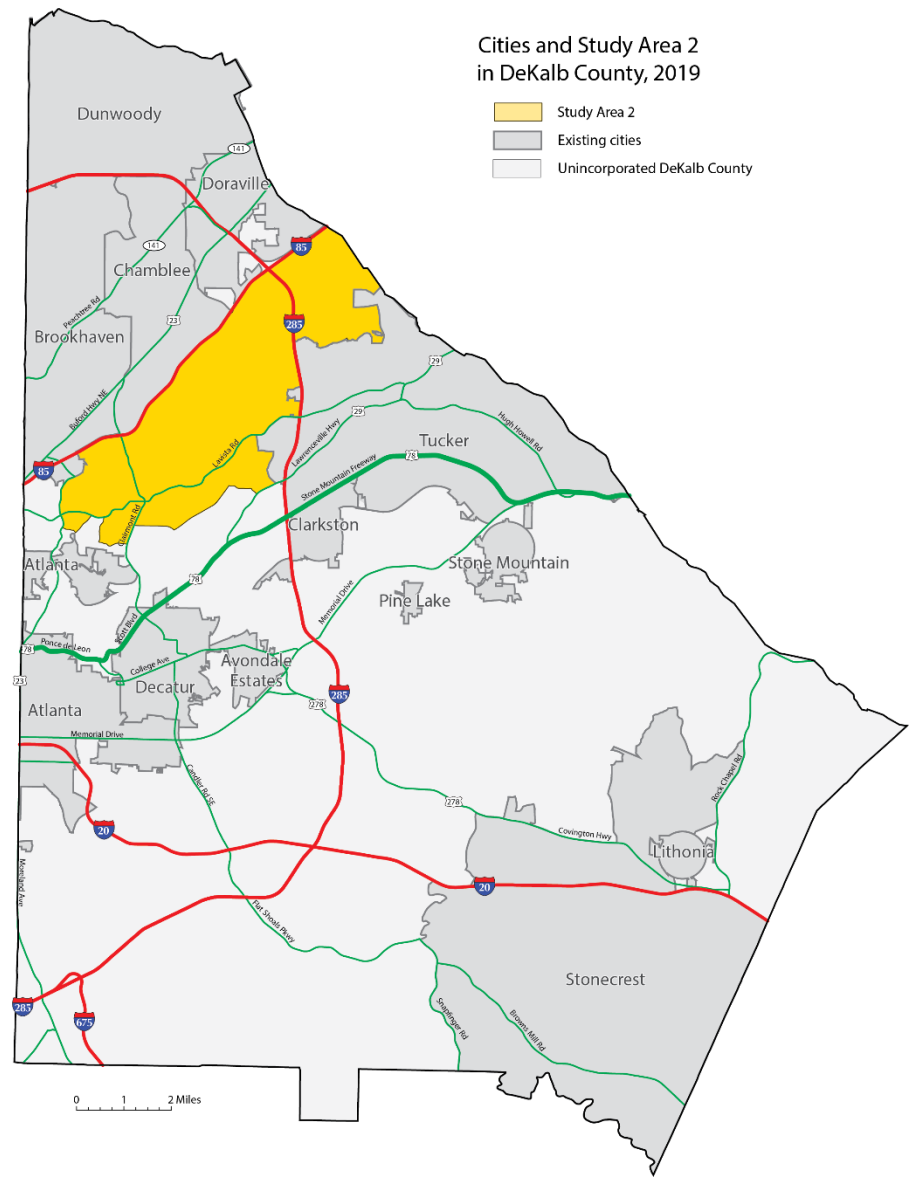 Cities and Study Area 2
in DeKalb County, 2019
Study Area 2
Existing cities
Unincorporated DeKalb County
Dunwoody
141
Doraville
141
85
Chamblee
Peachtree Rd
23
285
Brookhaven
29
Buford Hwy NE
29
Hugh Howell Rd
Lawrenceville Hwy
Tucker
Lavista Rd
78
85
Stone Mountain Freeway
Clairmont Rd
Clarkston
Atlanta
Stone Mountain
78
Memorial Drive
Pine Lake
Scott Blvd
Ponce de Leon
78
College Ave
Avondale
Estates
23
Decatur
285
278
Atlanta
Memorial Drive
Candler Rd SE
Rock Chapel Rd
278
20
Covington Hwy
Lithonia
Moreland Ave
20
Flat Shoals Pkwy
Stonecrest
285
675
Snapfinger Rd
Browns Mill Rd
0 1 2 Miles